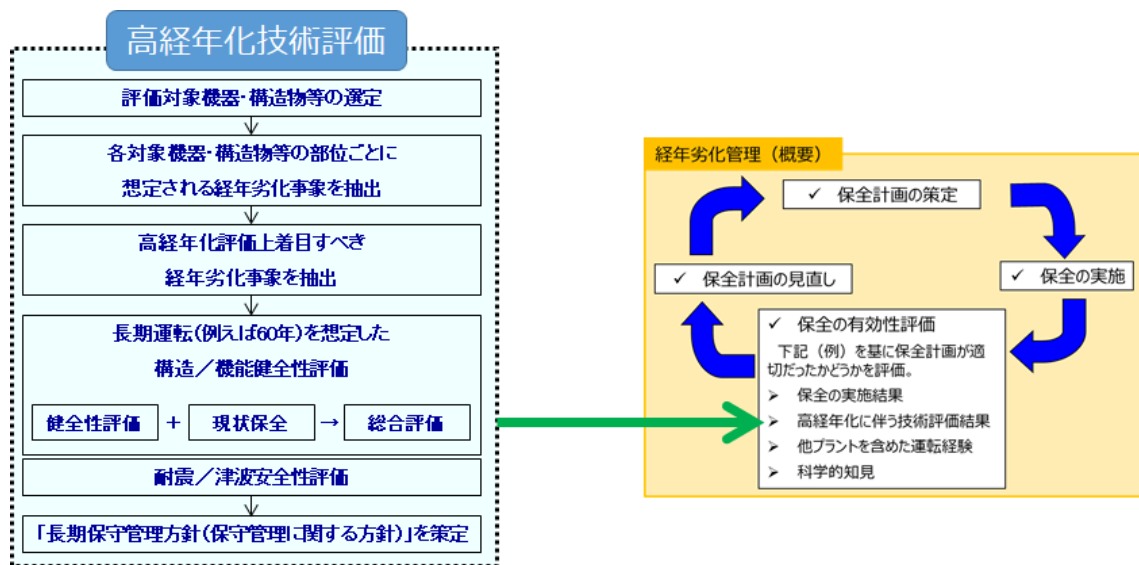 高経年化技術評価
評価対象機器・構造物等の選定
各対象機器・構造物等の部位ごとに
想定される経年劣化事象を抽出
高経年化評価上着目すべき
経年劣化事象を抽出
長期運転(例えば60年)を想定した
構造／機能健全性評価
健全性評価 + 現状保全 → 総合評価
耐震／津波安全性評価
「長期保守管理方針(保守管理に関する方針)」を策定
経年劣化管理（概要）
✓ 保全計画の策定
✓ 保全計画の見直し
✓ 保全の実施
✓ 保全の有効性評価
下記（例）を基に保全計画が適
切だったかどうかを評価。
➢ 保全の実施結果
➢ 高経年化に伴う技術評価結果
➢ 他プラントを含めた運転経験
➢ 科学的知見